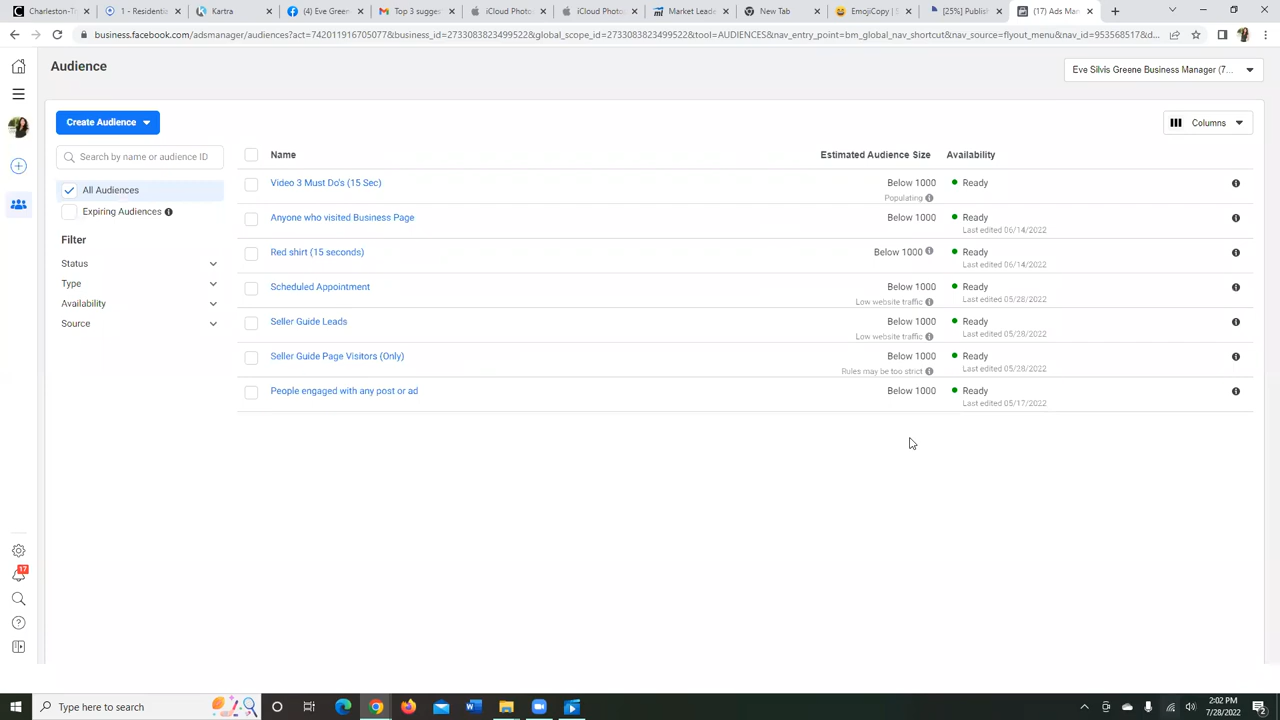 Charleston-T
1 - Residenti
Kartra
(4) Eve Green
Top 3 sugges
iCloud Photo
iCloud Photo
Market Leade
New Tab
EmojiCopy | S
[25%] Publish
(17) Ads Man
business.facebook.com/adsmanager/audiences?act=742011916705077&business_id=2733083823499522&global_scope_id=2733083823499522&tool=AUDIENCES&nav_entry_point=bm_global_nav_shortcut&nav_source=flyout_menu&nav_id=953568517&d...
Audience
Eve Silvis Greene Business Manager (7...
Create Audience
Columns
Search by name or audience ID
All Audiences
Expiring Audiences
Filter
Status
Type
Availability
Source
Name Estimated Audience Size Availability
Video 3 Must Do's (15 Sec) Below 1000 Ready
Populating
Anyone who visited Business Page Below 1000 Ready
Last edited 06/14/2022
Red shirt (15 seconds) Below 1000 Ready
Last edited 06/14/2022
Scheduled Appointment Below 1000 Ready
Low website traffic Last edited 05/28/2022
Seller Guide Leads Below 1000 Ready
Low website traffic Last edited 05/28/2022
Seller Guide Page Visitors (Only) Below 1000 Ready
Rules may be too strict Last edited 05/28/2022
People engaged with any post or ad Below 1000 Ready
Last edited 05/17/2022
17
Type here to search
2:02 PM
7/28/2022
2